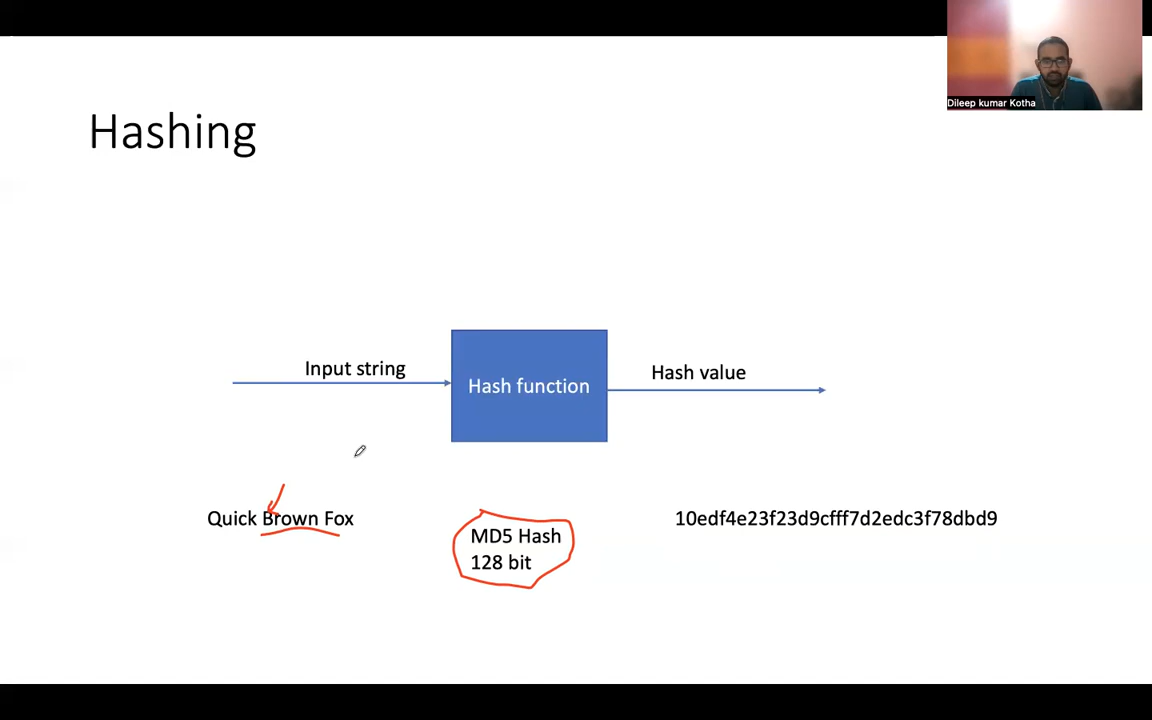 Dileep kumar Kotha
Hashing
Input string
Hash function
Hash value
Quick Brown Fox
MD5 Hash
128 bit
10edf4e23f23d9cfff7d2edc3f78dbd9